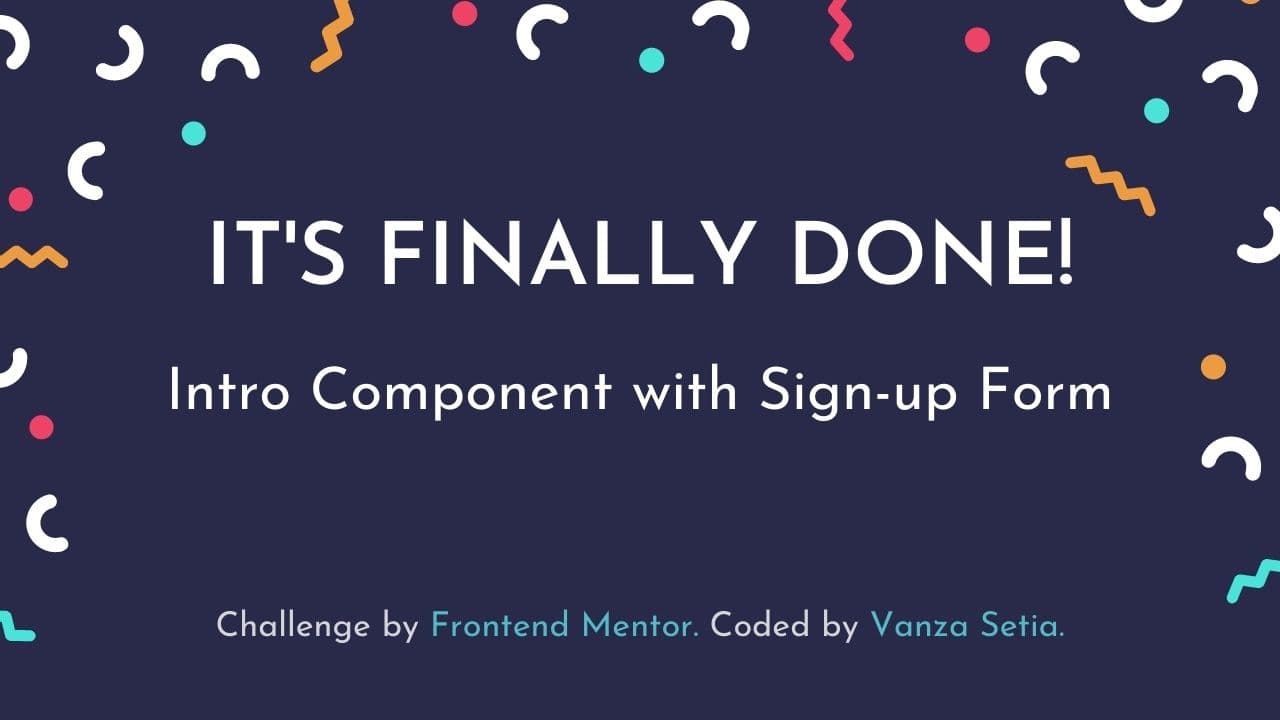 IT'S FINALLY DONE!
Intro Component with Sign-up Form
Challenge by Frontend Mentor. Coded by Vanza Setia.